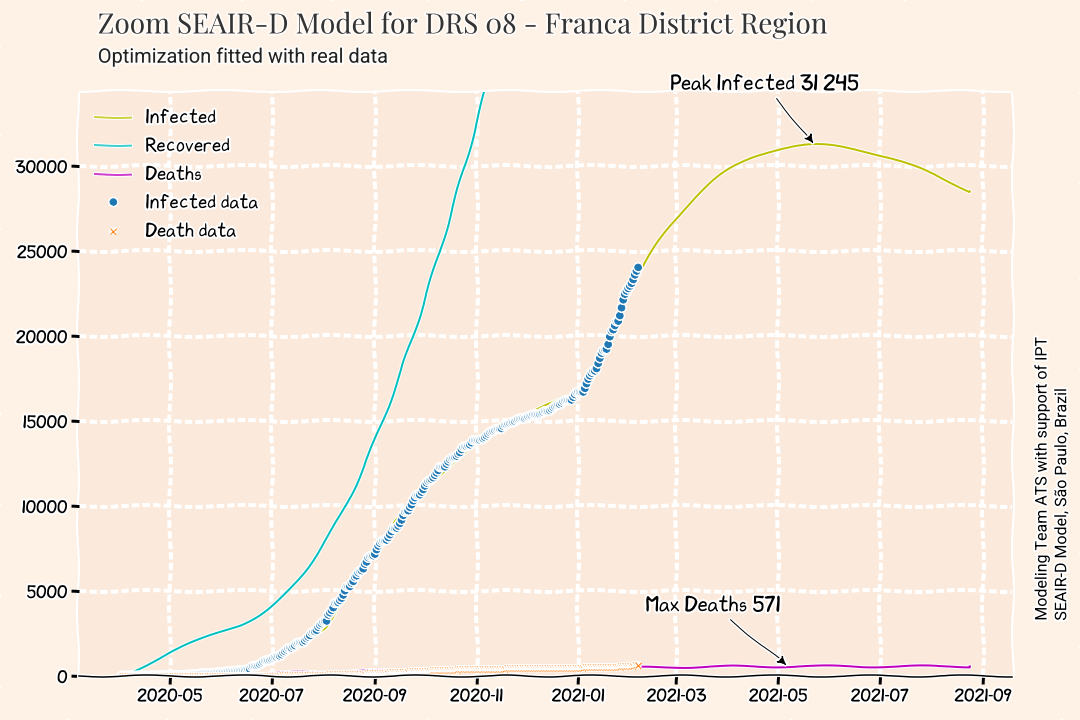 Zoom SEAIR-D Model for DRS 08 - Franca District Region
Optimization fitted with real data
Peak Infected 31 245
Infected
Recovered
Deaths
Infected data
Death data
30000
25000
20000
15000
10000
5000
0
Max Deaths 571
2020-05
2020-07
2020-09
2020-11
2021-01
2021-03
2021-05
2021-07
2021-09
Modeling Team ATS with support of IPT
SEAIR-D Model, São Paulo, Brazil